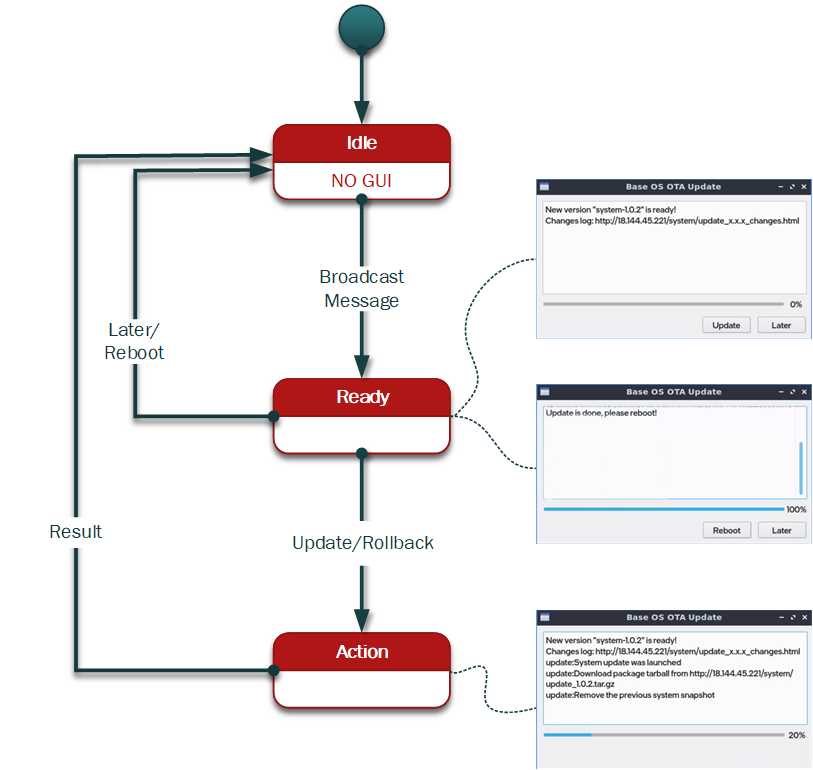 Idle
NO GUI
Broadcast
Message
Later/
Reboot
Ready
Result
Update/Rollback
Action
Base OS OTA Update
New version "system-1.0.2" is ready!
Changes log: http://18.144.45.221/system/update_x.x.x_changes.html
0%
Update
Later
Base OS OTA Update
Update is done, please reboot!
100%
Reboot
Later
Base OS OTA Update
New version "system-1.0.2" is ready!
Changes log: http://18.144.45.221/system/update_x.x.x_changes.html
update:System update was launched
update:Download package tarball from http://18.144.45.221/system/
update_1.0.2.tar.gz
update:Remove the previous system snapshot
20%